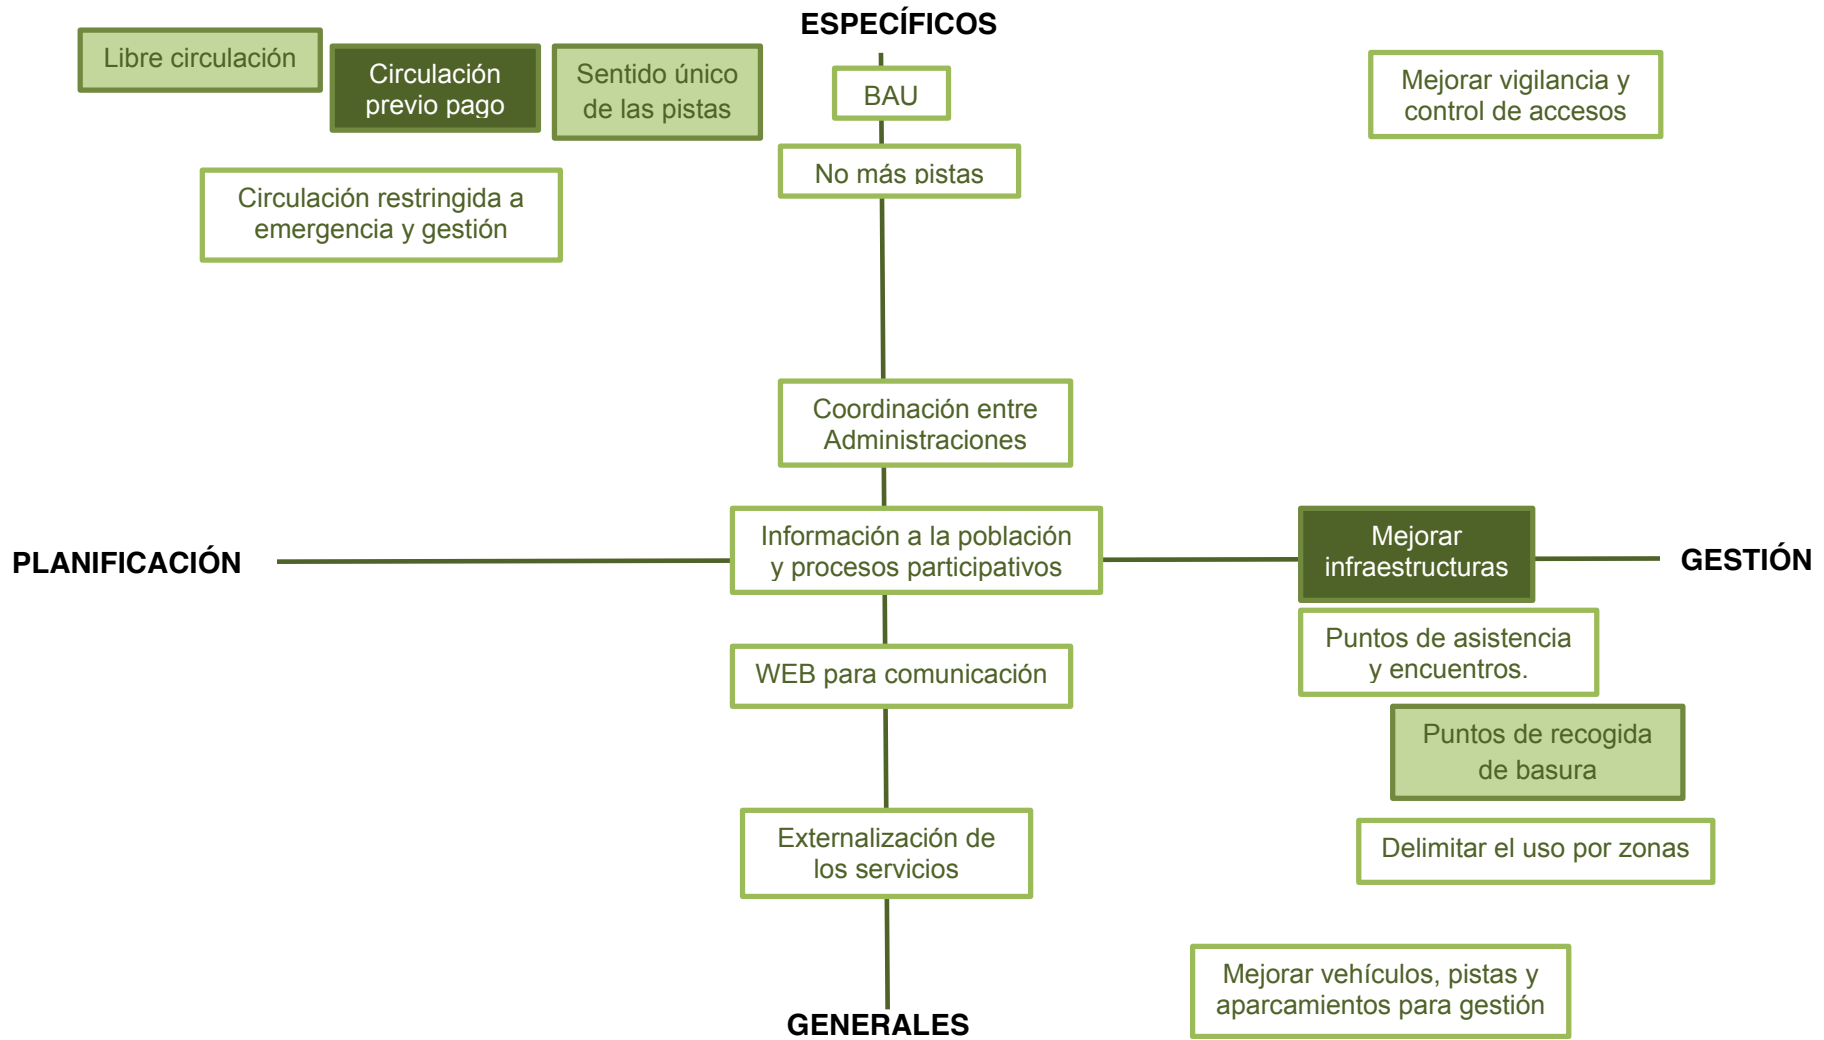 ESPECÍFICOS
Libre circulación
Circulación
previo pago
Sentido único
de las pistas
BAU
Mejorar vigilancia y
control de accesos
No más pistas
Circulación restringida a
emergencia y gestión
Coordinación entre
Administraciones
PLANIFICACIÓN
Información a la población
y procesos participativos
Mejorar
infraestructuras
GESTIÓN
Puntos de asistencia
y encuentros.
WEB para comunicación
Puntos de recogida
de basura
Externalización de
los servicios
Delimitar el uso por zonas
Mejorar vehículos, pistas y
aparcamientos para gestión
GENERALES